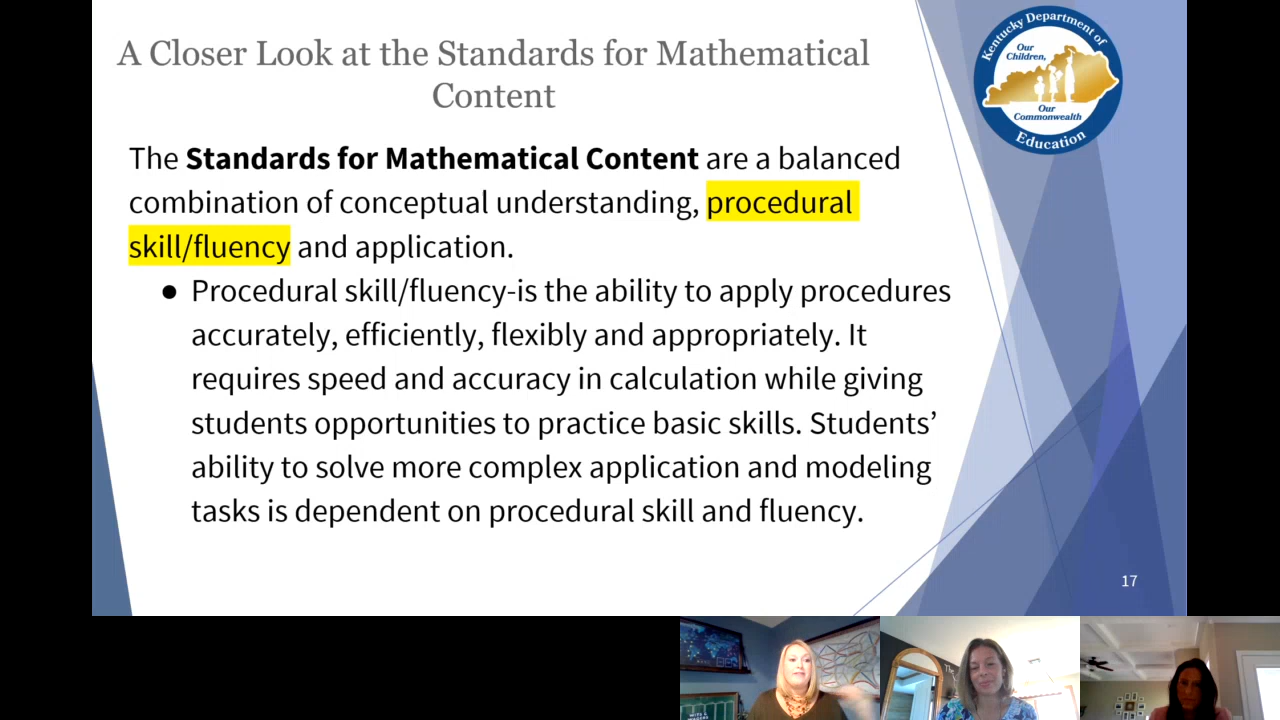 A Closer Look at the Standards for Mathematical
Content
Kentucky Department of
Our
Children,
Our
Commonwealth
Education
The Standards for Mathematical Content are a balanced
combination of conceptual understanding, procedural
skill/fluency and application.
● Procedural skill/fluency-is the ability to apply procedures
accurately, efficiently, flexibly and appropriately. It
requires speed and accuracy in calculation while giving
students opportunities to practice basic skills. Students’
ability to solve more complex application and modeling
tasks is dependent on procedural skill and fluency.
17